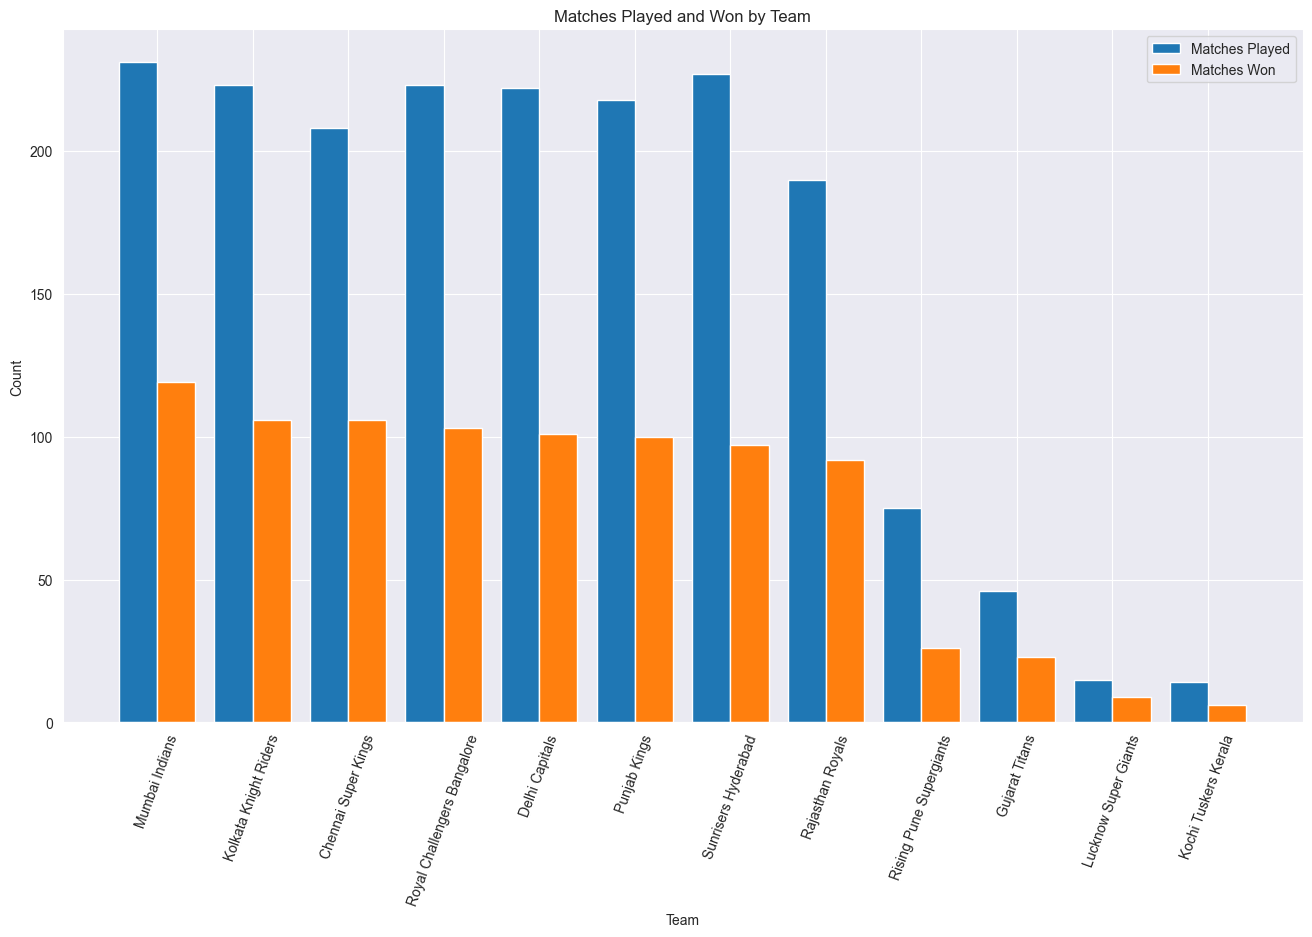 Matches Played and Won by Team
Matches Played
Matches Won
Count
200
150
100
50
0
Mumbai Indians
Kolkata Knight Riders
Chennai Super Kings
Royal Challengers Bangalore
Delhi Capitals
Punjab Kings
Sunrisers Hyderabad
Rajasthan Royals
Rising Pune Supergiants
Gujarat Titans
Lucknow Super Giants
Kochi Tuskers Kerala
Team